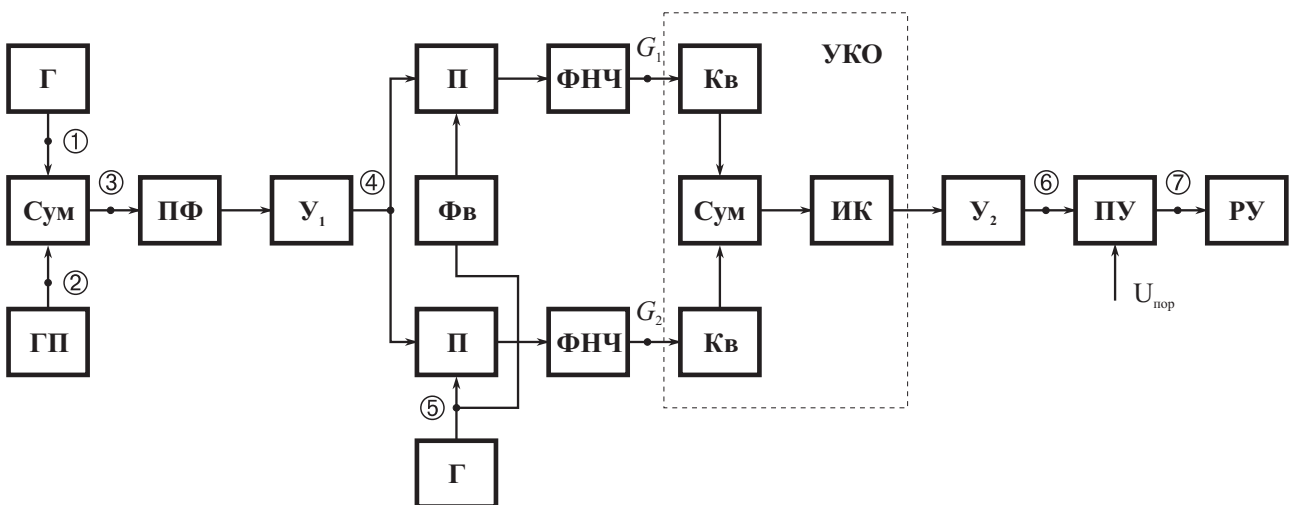 Г
①
Сум
③
ПФ
У₁
④
②
ГП
П
ФНЧ
G₁
Фв
П
ФНЧ
G₂
⑤
Г
УКО
Кв
Сум
ИК
Кв
У₂
⑥
ПУ
⑦
РУ
Uпор